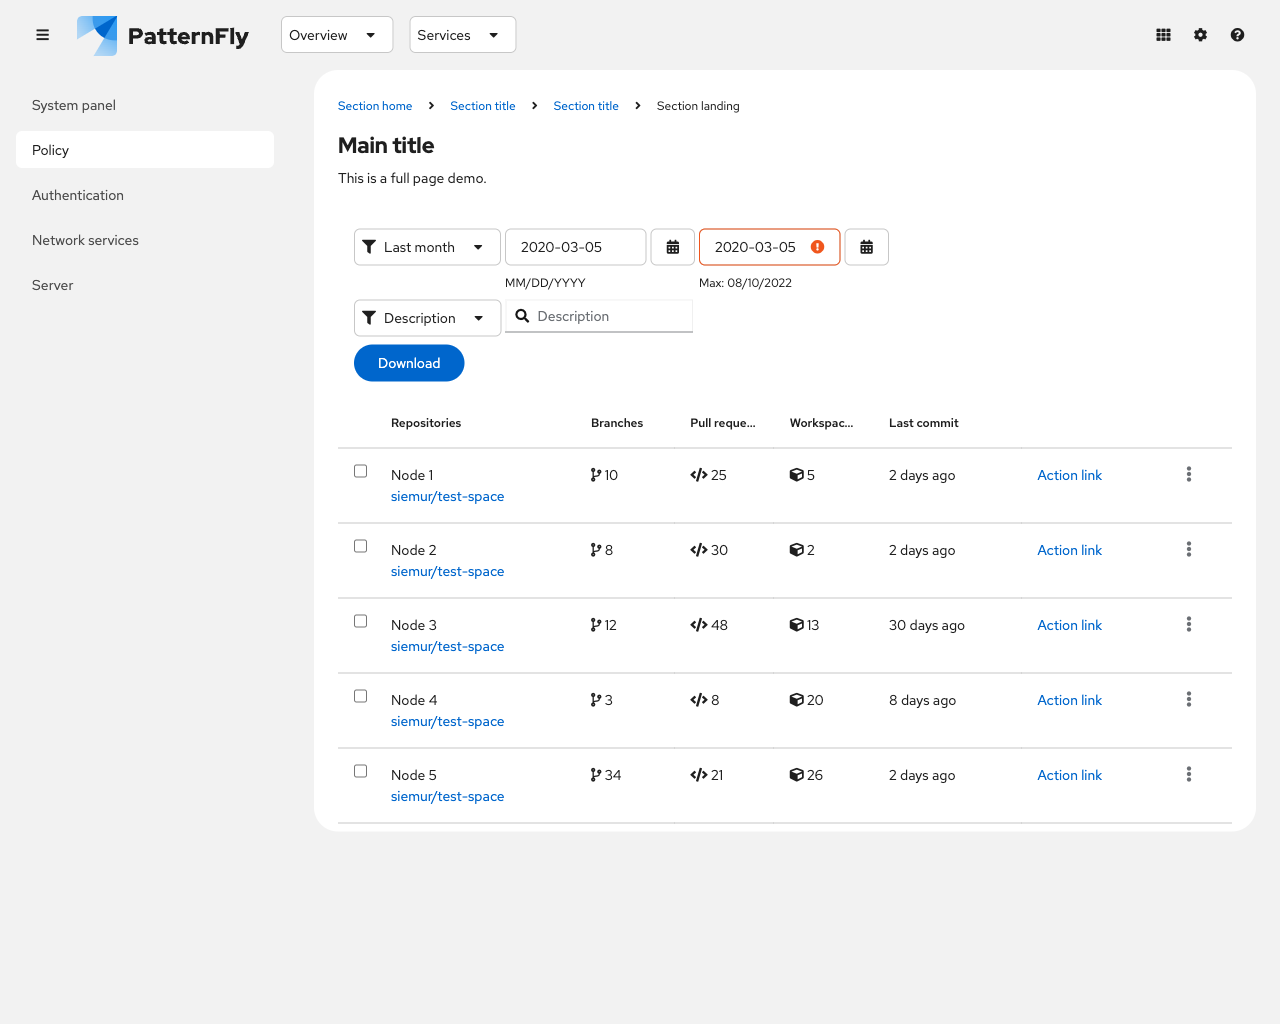 PatternFly
Overview
Services
System panel
Policy
Authentication
Network services
Server
Section home
Section title
Section title
Section landing
Main title
This is a full page demo.
Last month
2020-03-05
2020-03-05
MM/DD/YYYY
Max: 08/10/2022
Description
Description
Download
Repositories Branches Pull reque... Workspac... Last commit
Node 1 10 25 5 2 days ago Action link
siemur/test-space
Node 2 8 30 2 2 days ago Action link
siemur/test-space
Node 3 12 48 13 30 days ago Action link
siemur/test-space
Node 4 3 8 20 8 days ago Action link
siemur/test-space
Node 5 34 21 26 2 days ago Action link
siemur/test-space